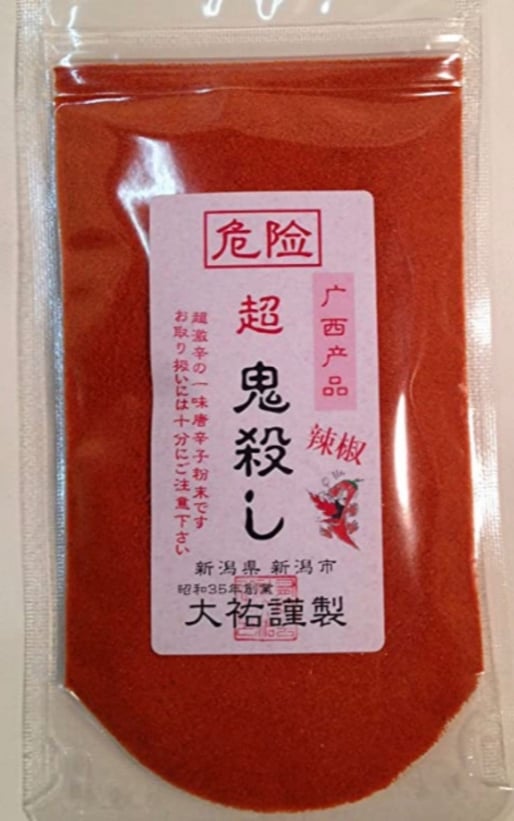 危险
广西产品
超 鬼殺し
辣椒
超激辛の一味唐辛子粉末です
お取り扱いには十分にご注意下さい
新潟県 新潟市
昭和35年創業
大祐謹製